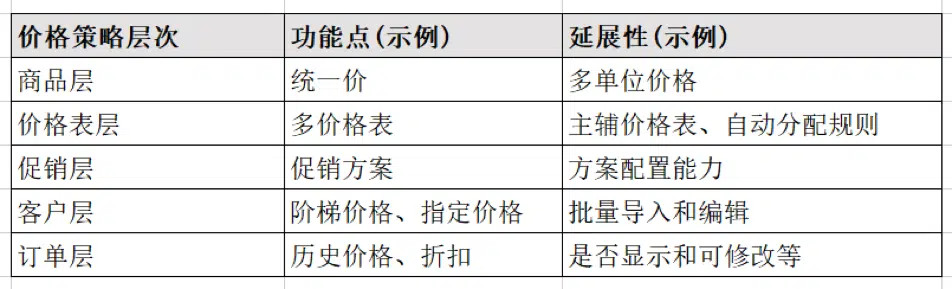 价格策略层次 功能点(示例) 延展性(示例)
商品层 统一价 多单位价格
价格表层 多价格表 主辅价格表、自动分配规则
促销层 促销方案 方案配置能力
客户层 阶梯价格、指定价格 批量导入和编辑
订单层 历史价格、折扣 是否显示和可修改等